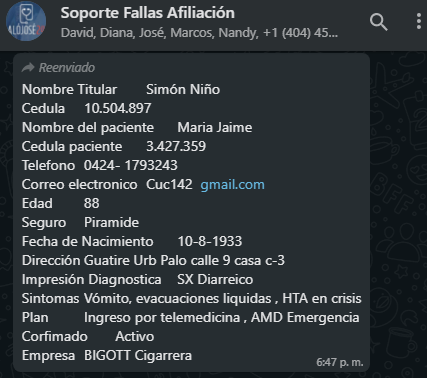 Soporte Fallas Afiliación
David, Diana, José, Marcos, Nandy, +1 (404) 45...
Reenviado
Nombre Titular Simón Niño
Cedula 10.504.897
Nombre del paciente Maria Jaime
Cedula paciente 3.427.359
Telefono 0424- 1793243
Correo electronico Cuc142 gmail.com
Edad 88
Seguro Piramide
Fecha de Nacimiento 10-8-1933
Dirección Guatire Urb Palo calle 9 casa c-3
Impresión Diagnostica SX Diarreico
Sintomas Vómito, evacuaciones liquidas , HTA en crisis
Plan Ingreso por telemedicina , AMD Emergencia
Corfimado Activo
Empresa BIGOTT Cigarrera
6:47 p. m.